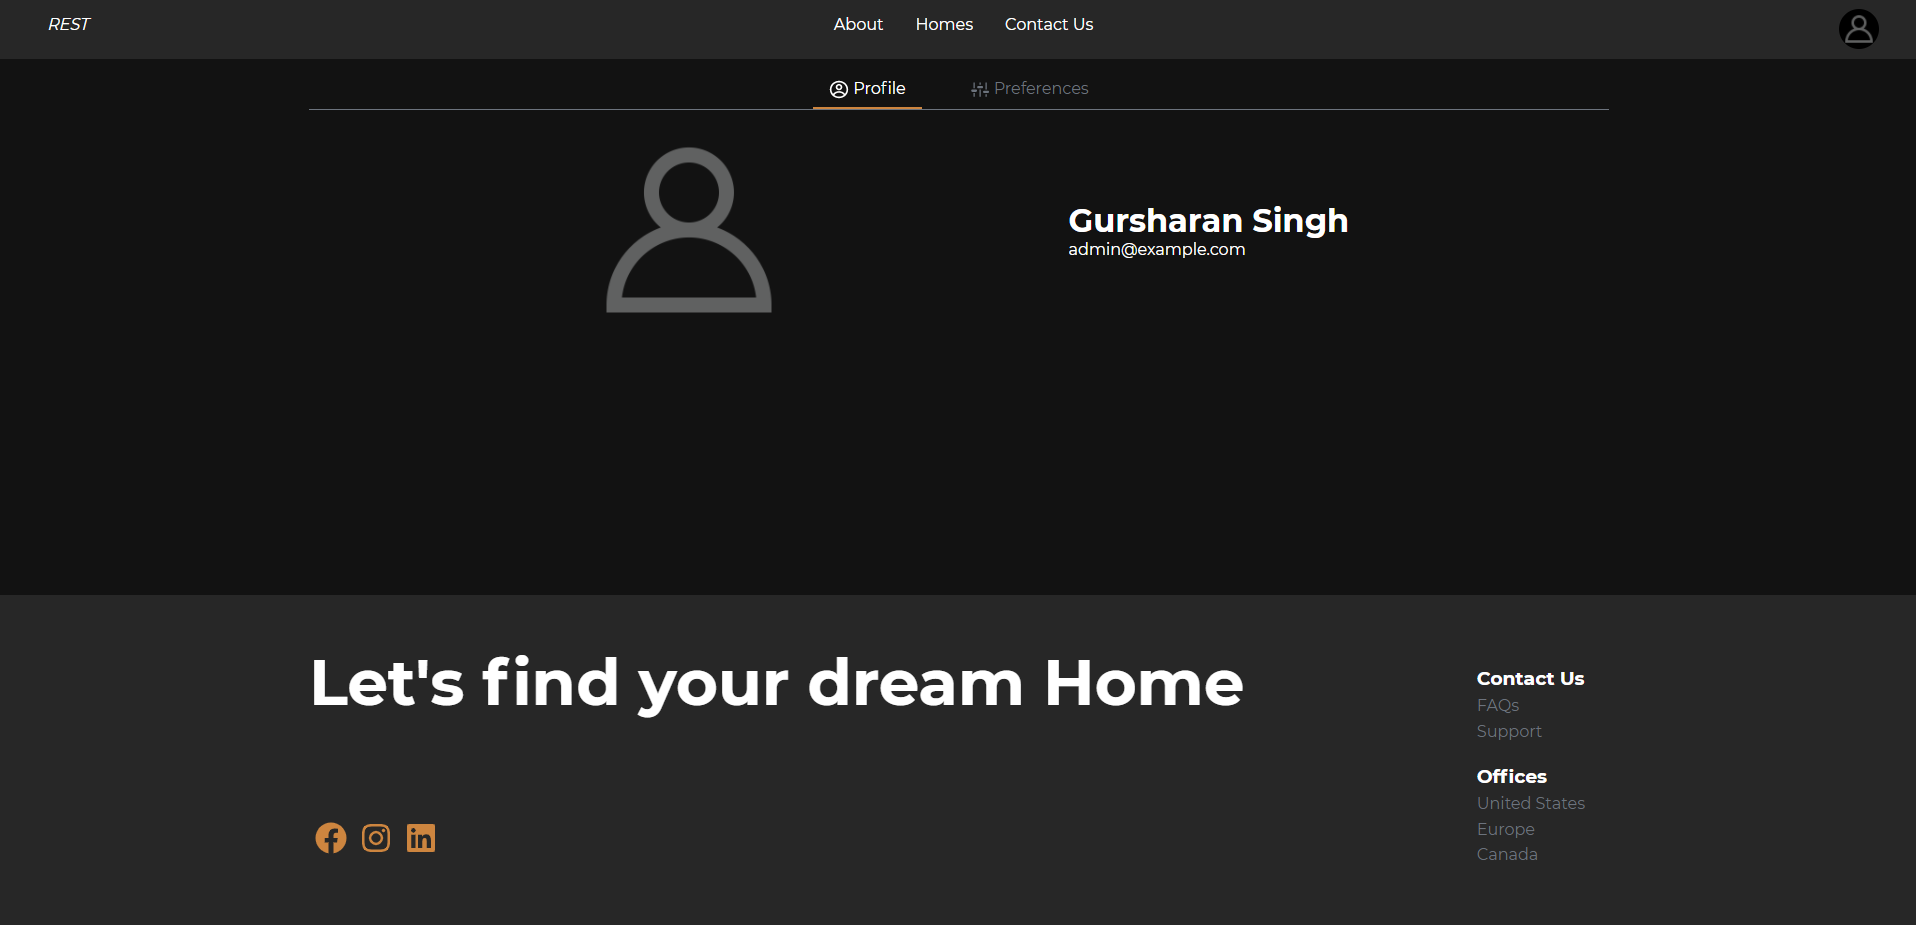 REST
About Homes Contact Us
Profile Preferences
Gursharan Singh
admin@example.com
Let's find your dream Home
Contact Us
FAQs
Support
Offices
United States
Europe
Canada